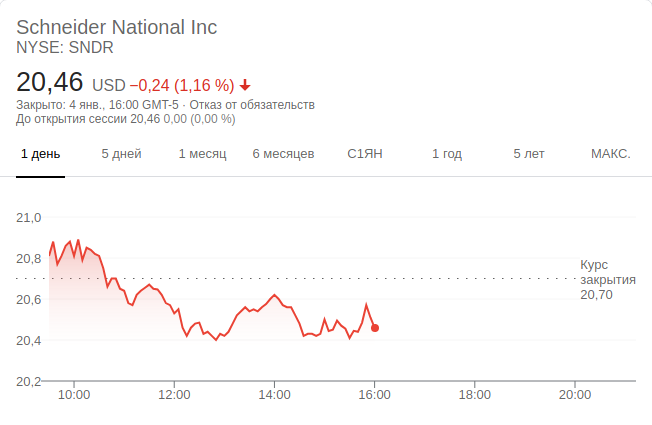 Schneider National Inc
NYSE: SNDR
20,46 USD −0,24 (1,16 %)
Закрыто: 4 янв., 16:00 GMT-5 · Отказ от обязательств
До открытия сессии 20,46 0,00 (0,00 %)
1 день 5 дней 1 месяц 6 месяцев С1ЯН 1 год 5 лет МАКС.
21,0
20,8
Курс
закрытия
20,70
20,6
20,4
20,2
10:00 12:00 14:00 16:00 18:00 20:00